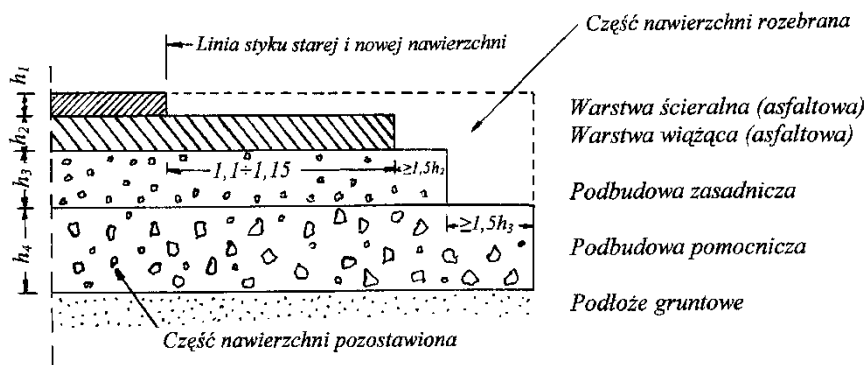 Linia styku starej i nowej nawierzchni
Część nawierzchni rozebrana
h₁
Warstwa ścieralna (asfaltowa)
h₂
Warstwa wiążąca (asfaltowa)
h₃
1,1÷1,15
≥1,5h₂
Podbudowa zasadnicza
h₄
≥1,5h₃
Podbudowa pomocnicza
Podłoże gruntowe
Część nawierzchni pozostawiona